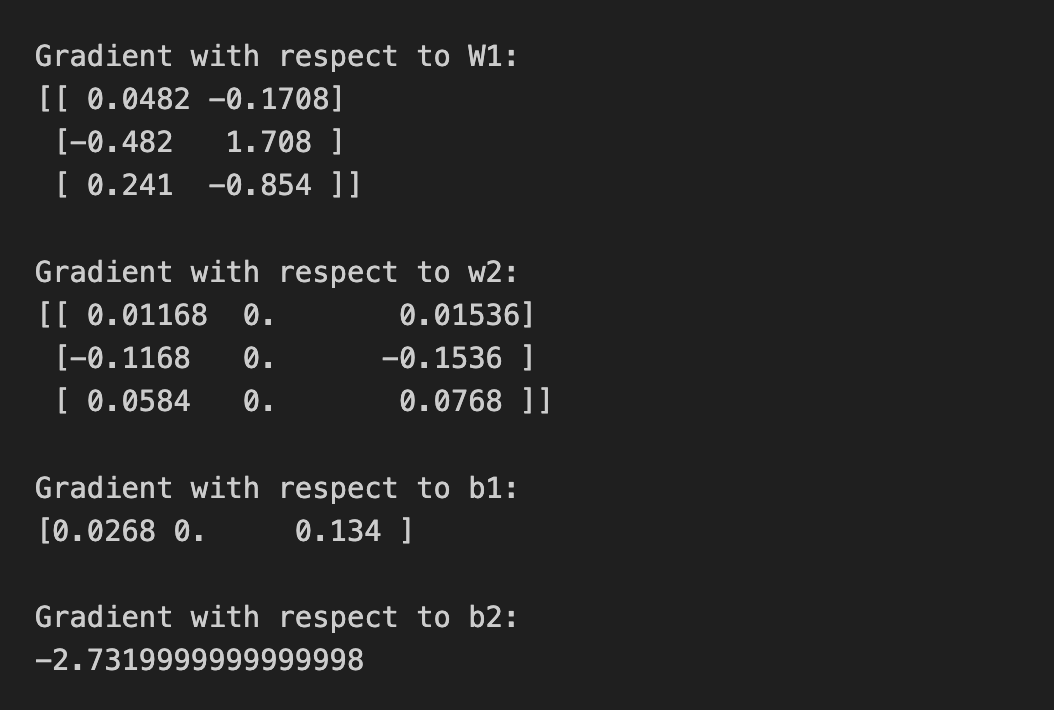 Gradient with respect to W1:
[[ 0.0482 -0.1708]
 [-0.482   1.708 ]
 [ 0.241  -0.854 ]]

Gradient with respect to w2:
[[ 0.01168  0.       0.01536]
 [-0.1168   0.      -0.1536 ]
 [ 0.0584   0.       0.0768 ]]

Gradient with respect to b1:
[0.0268 0.     0.134 ]

Gradient with respect to b2:
-2.7319999999999998